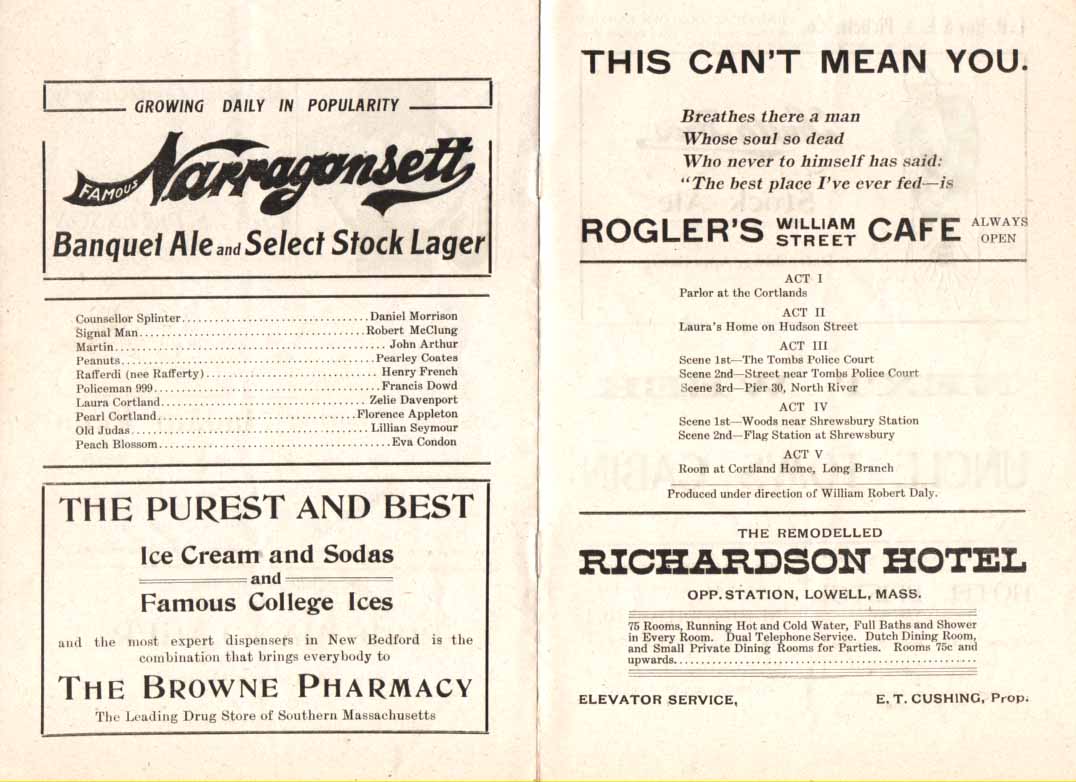 GROWING DAILY IN POPULARITY
FAMOUS
Narragansett
Banquet Ale and Select Stock Lager
Counsellor Splinter................................Daniel Morrison
Signal Man.......................................Robert McClung
Martin............................................... John Arthur
Peanuts............................................Pearley Coates
Rafferdi (nee Rafferty).............................. Henry French
Policeman 999..................................Francis Dowd
Laura Cortland.................................... Zelie Davenport
Pearl Cortland..................................Florence Appleton
Old Judas.........................................Lillian Seymour
Peach Blossom........................................Eva Condon
THE PUREST AND BEST
Ice Cream and Sodas
and
Famous College Ices
and the most expert dispensers in New Bedford is the
combination that brings everybody to
THE BROWNE PHARMACY
The Leading Drug Store of Southern Massachusetts
THIS CAN'T MEAN YOU.
Breathes there a man
Whose soul so dead
Who never to himself has said:
"The best place I've ever fed—is
ROGLER'S WILLIAM STREET CAFE ALWAYS OPEN
ACT I
Parlor at the Cortlands
ACT II
Laura's Home on Hudson Street
ACT III
Scene 1st—The Tombs Police Court
Scene 2nd—Street near Tombs Police Court
Scene 3rd—Pier 30, North River
ACT IV
Scene 1st—Woods near Shrewsbury Station
Scene 2nd—Flag Station at Shrewsbury
ACT V
Room at Cortland Home, Long Branch
Produced under direction of William Robert Daly.
THE REMODELLED
RICHARDSON HOTEL
OPP. STATION, LOWELL, MASS.
75 Rooms, Running Hot and Cold Water, Full Baths and Shower
in Every Room. Dual Telephone Service. Dutch Dining Room,
and Small Private Dining Rooms for Parties. Rooms 75c and
upwards....................................................
ELEVATOR SERVICE, E. T. CUSHING, Prop.